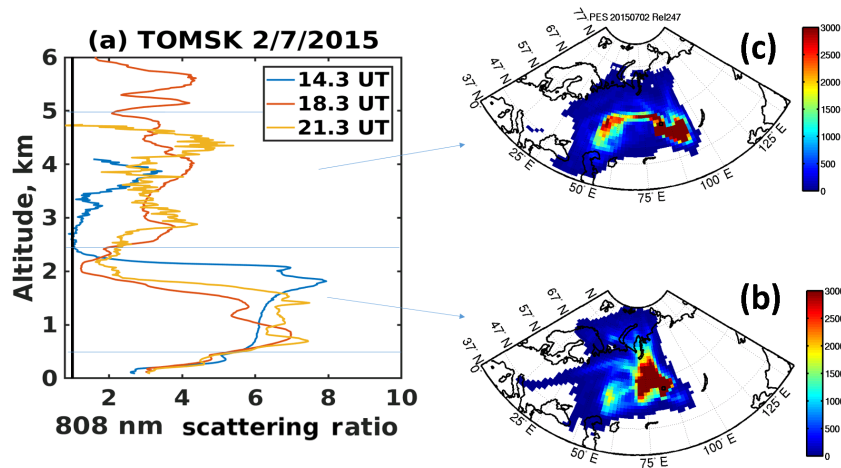 (a) TOMSK 2/7/2015
6
5
4
3
2
1
0
Altitude, km
14.3 UT
18.3 UT
21.3 UT
2 4 6 8 10
808 nm scattering ratio
PES 20150702 Rel247
(c)
77° N
67° N
57° N
47° N
37° N
25° E
50° E
75° E
100° E
125° E
3000
2500
2000
1500
1000
500
0
(b)
77° N
67° N
57° N
47° N
37° N
25° E
50° E
75° E
100° E
125° E
3000
2500
2000
1500
1000
500
0